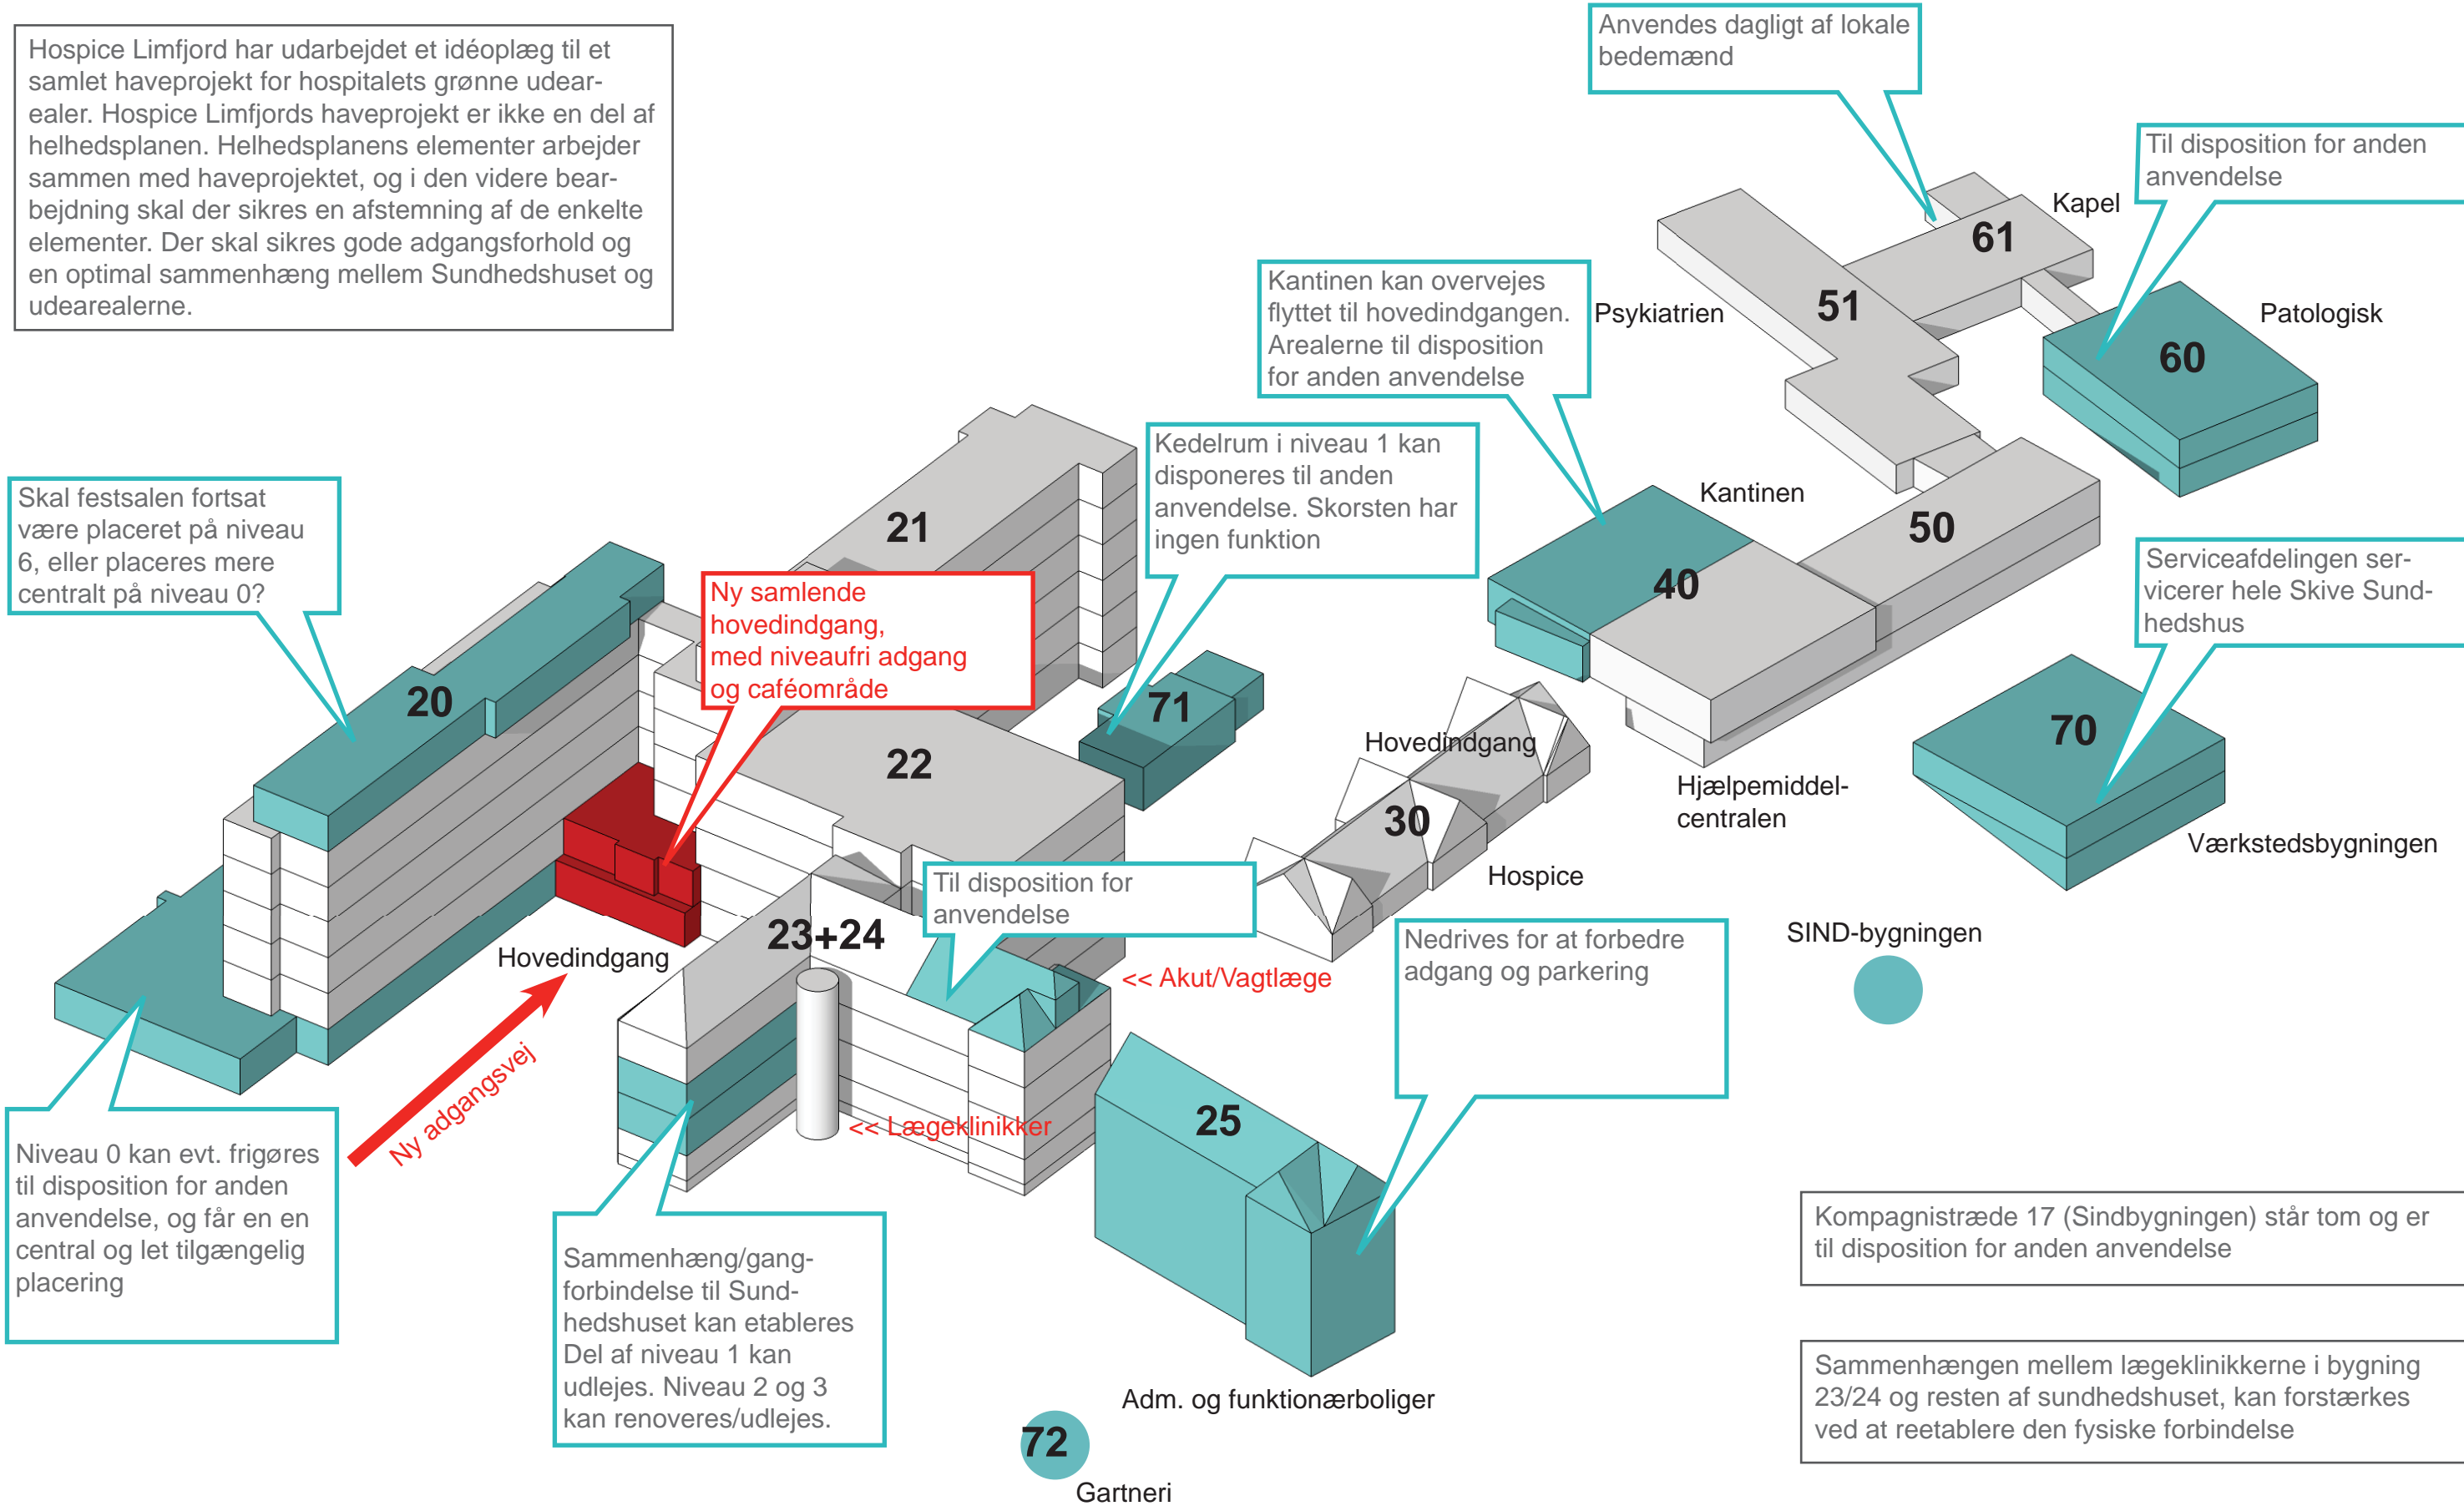 Hospice Limfjord har udarbejdet et idéoplæg til et
samlet haveprojekt for hospitalets grønne udear-
ealer. Hospice Limfjords haveprojekt er ikke en del af
helhedsplanen. Helhedsplanens elementer arbejder
sammen med haveprojektet, og i den videre bear-
bejdning skal der sikres en afstemning af de enkelte
elementer. Der skal sikres gode adgangsforhold og
en optimal sammenhæng mellem Sundhedshuset og
udearealerne.
Anvendes dagligt af lokale
bedemænd
Til disposition for anden
anvendelse
Kapel
61
Kantinen kan overvejes
flyttet til hovedindgangen.
Arealerne til disposition
for anden anvendelse
Psykiatrien
51
Patologisk
60
Kedelrum i niveau 1 kan
disponeres til anden
anvendelse. Skorsten har
ingen funktion
Kantinen
50
40
Skal festsalen fortsat
være placeret på niveau
6, eller placeres mere
centralt på niveau 0?
21
Ny samlende
hovedindgang,
med niveaufri adgang
og caféområde
Serviceafdelingen ser-
vicerer hele Skive Sund-
hedshus
20
71
70
22
Hovedindgang
Hjælpemiddel-
centralen
30
Værkstedsbygningen
Hospice
Til disposition for
anvendelse
23+24
Hovedindgang
<< Akut/Vagtlæge
Nedrives for at forbedre
adgang og parkering
SIND-bygningen
Ny adgangsvej
<< Lægeklinikker
25
Niveau 0 kan evt. frigøres
til disposition for anden
anvendelse, og får en en
central og let tilgængelig
placering
Sammenhæng/gang-
forbindelse til Sund-
hedshuset kan etableres
Del af niveau 1 kan
udlejes. Niveau 2 og 3
kan renoveres/udlejes.
Kompagnistræde 17 (Sindbygningen) står tom og er
til disposition for anden anvendelse
Adm. og funktionærboliger
Sammenhængen mellem lægeklinikkerne i bygning
23/24 og resten af sundhedshuset, kan forstærkes
ved at reetablere den fysiske forbindelse
72
Gartneri